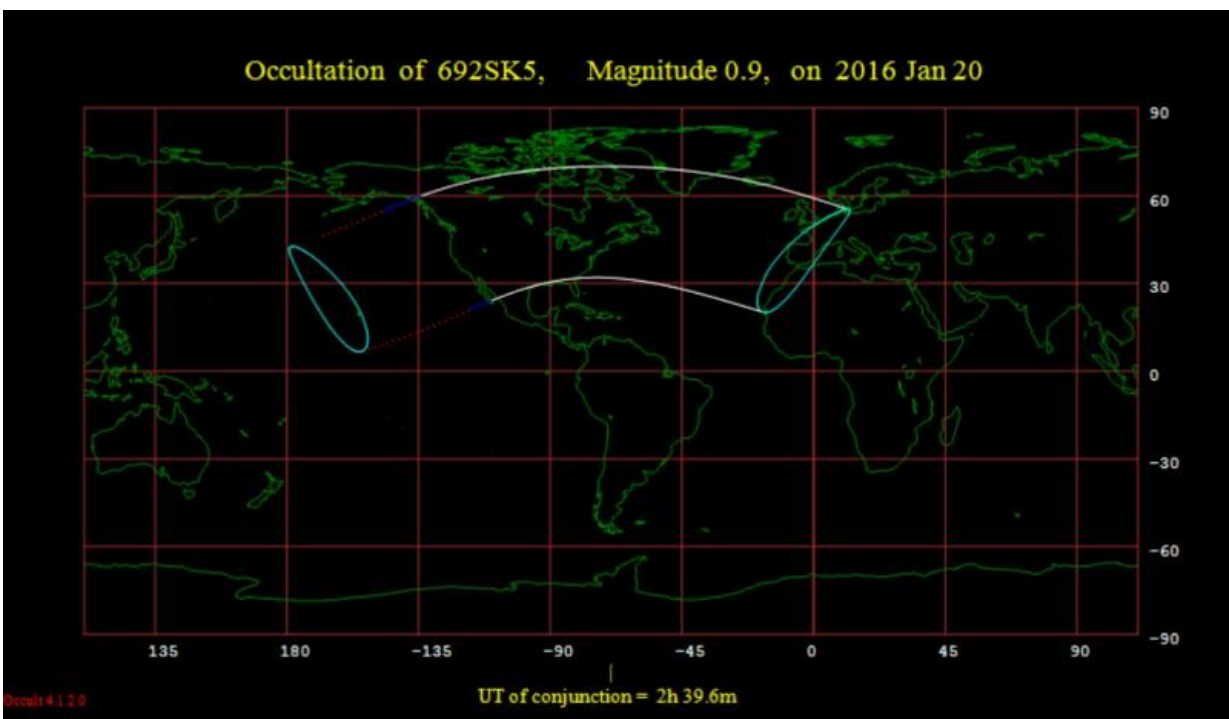 Occultation of 692SK5, Magnitude 0.9, on 2016 Jan 20
90
60
30
0
-30
-60
-90
135 180 -135 -90 -45 0 45 90
UT of conjunction = 2h 39.6m
Occult 4.1.2.0